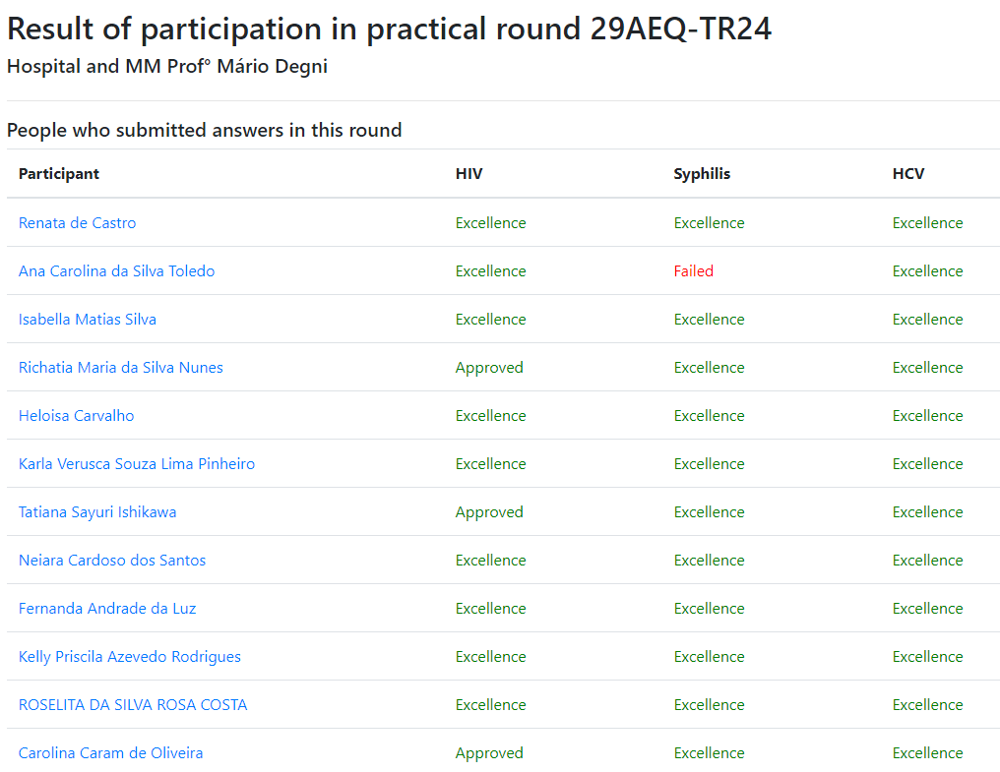 Result of participation in practical round 29AEQ-TR24
Hospital and MM Prof° Mário Degni
People who submitted answers in this round
Participant HIV Syphilis HCV
Renata de Castro Excellence Excellence Excellence
Ana Carolina da Silva Toledo Excellence Failed Excellence
Isabella Matias Silva Excellence Excellence Excellence
Richatia Maria da Silva Nunes Approved Excellence Excellence
Heloisa Carvalho Excellence Excellence Excellence
Karla Verusca Souza Lima Pinheiro Excellence Excellence Excellence
Tatiana Sayuri Ishikawa Approved Excellence Excellence
Neiara Cardoso dos Santos Excellence Excellence Excellence
Fernanda Andrade da Luz Excellence Excellence Excellence
Kelly Priscila Azevedo Rodrigues Excellence Excellence Excellence
ROSELITA DA SILVA ROSA COSTA Excellence Excellence Excellence
Carolina Caram de Oliveira Approved Excellence Excellence